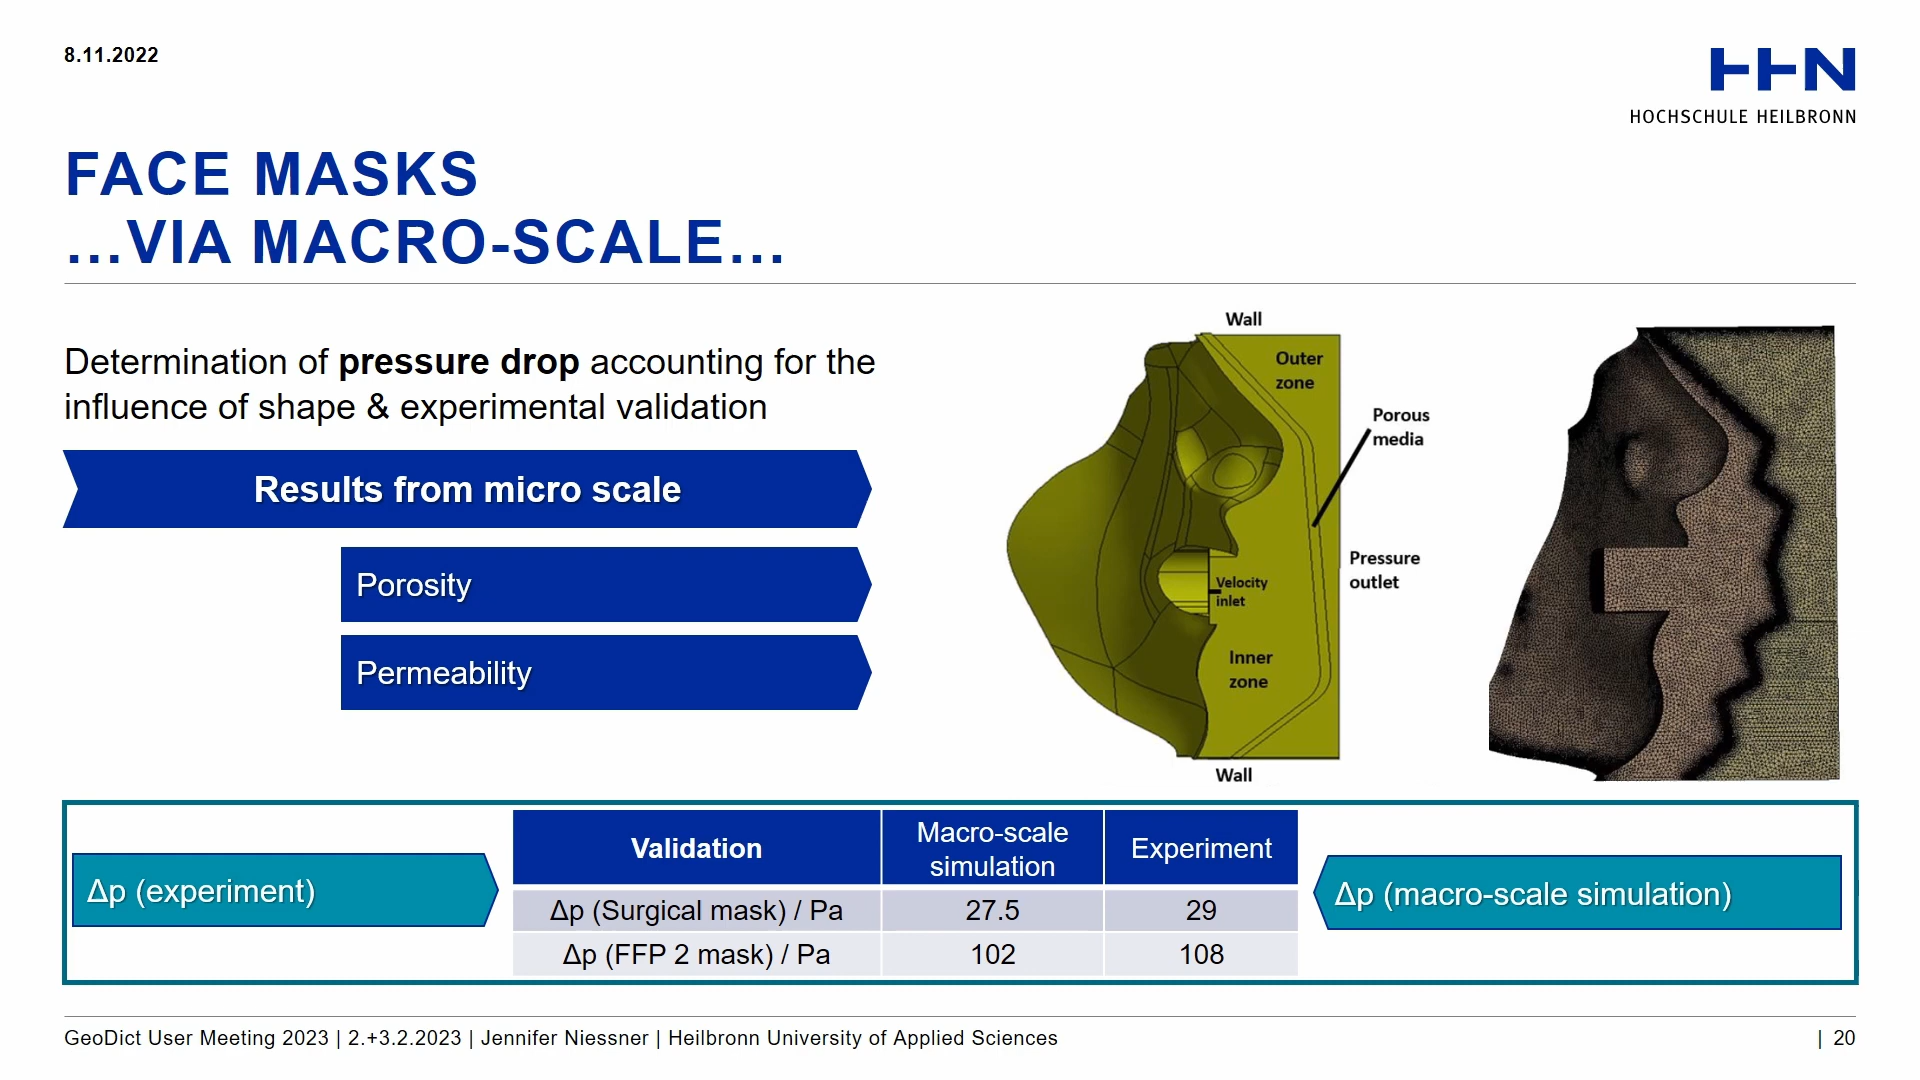 8.11.2022
HHN
HOCHSCHULE HEILBRONN
FACE MASKS
...VIA MACRO-SCALE...
Determination of pressure drop accounting for the
influence of shape & experimental validation
Results from micro scale
Porosity
Permeability
Wall
Outer
zone
Porous
media
Pressure
outlet
Velocity
inlet
Inner
zone
Wall
Δp (experiment)
Validation
Macro-scale
simulation
Experiment
Δp (Surgical mask) / Pa 27.5 29
Δp (FFP 2 mask) / Pa 102 108
Δp (macro-scale simulation)
GeoDict User Meeting 2023 | 2.+3.2.2023 | Jennifer Niessner | Heilbronn University of Applied Sciences
| 20